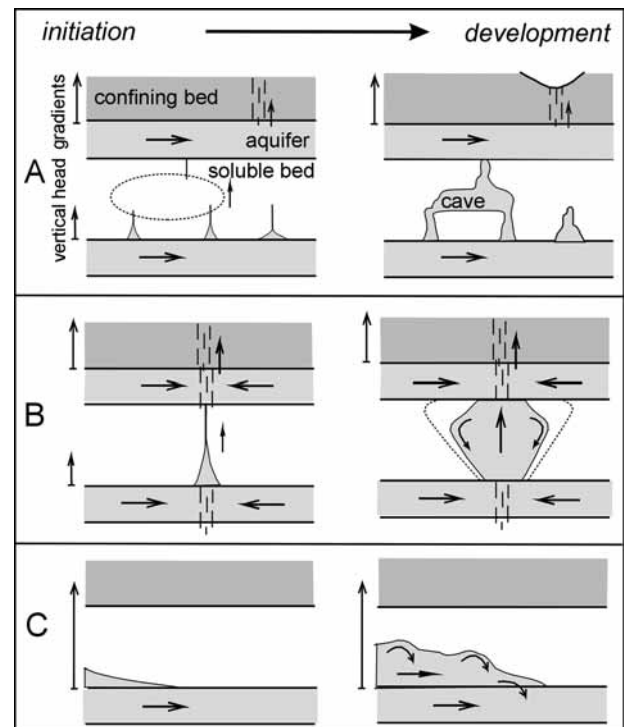 initiation
development
A
vertical head gradients
confining bed
aquifer
soluble bed
cave
B
C